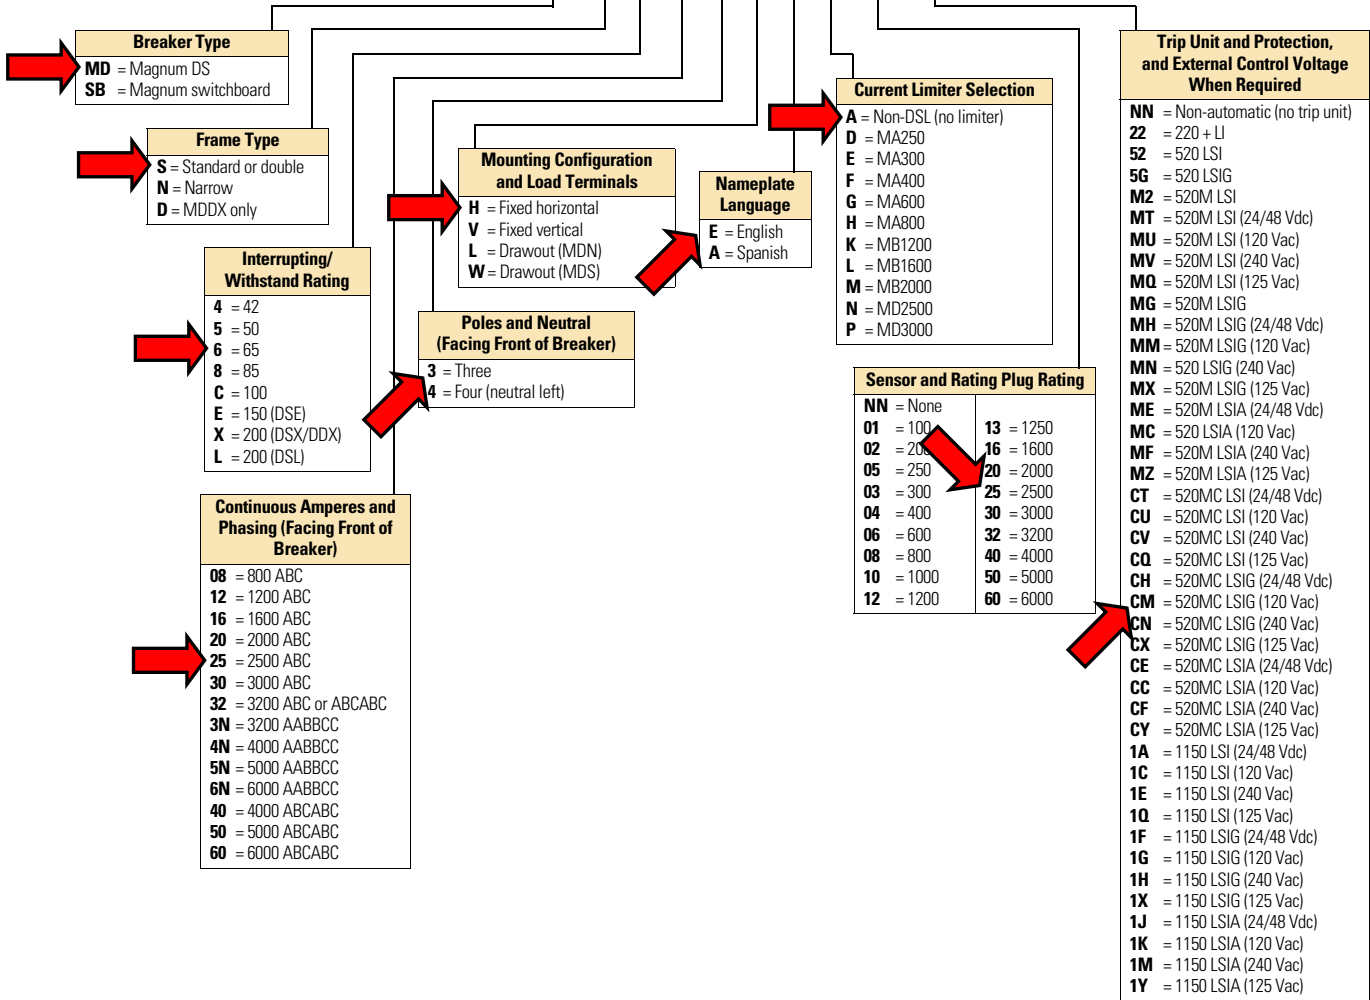 Breaker Type
MD = Magnum DS
SB = Magnum switchboard
Frame Type
S = Standard or double
N = Narrow
D = MDDX only
Interrupting/
Withstand Rating
4 = 42
5 = 50
6 = 65
8 = 85
C = 100
E = 150 (DSE)
X = 200 (DSX/DDX)
L = 200 (DSL)
Continuous Amperes and
Phasing (Facing Front of
Breaker)
08 = 800 ABC
12 = 1200 ABC
16 = 1600 ABC
20 = 2000 ABC
25 = 2500 ABC
30 = 3000 ABC
32 = 3200 ABC or ABCABC
3N = 3200 AABBCC
4N = 4000 AABBCC
5N = 5000 AABBCC
6N = 6000 AABBCC
40 = 4000 ABCABC
50 = 5000 ABCABC
60 = 6000 ABCABC
Poles and Neutral
(Facing Front of Breaker)
3 = Three
4 = Four (neutral left)
Mounting Configuration
and Load Terminals
H = Fixed horizontal
V = Fixed vertical
L = Drawout (MDN)
W = Drawout (MDS)
Nameplate
Language
E = English
A = Spanish
Current Limiter Selection
A = Non-DSL (no limiter)
D = MA250
E = MA300
F = MA400
G = MA600
H = MA800
K = MB1200
L = MB1600
M = MB2000
N = MD2500
P = MD3000
Sensor and Rating Plug Rating
NN = None
01 = 100
02 = 200
05 = 250
03 = 300
04 = 400
06 = 600
08 = 800
10 = 1000
12 = 1200
13 = 1250
16 = 1600
20 = 2000
25 = 2500
30 = 3000
32 = 3200
40 = 4000
50 = 5000
60 = 6000
Trip Unit and Protection,
and External Control Voltage
When Required
NN = Non-automatic (no trip unit)
22 = 220 + LI
52 = 520 LSI
5G = 520 LSIG
M2 = 520M LSI
MT = 520M LSI (24/48 Vdc)
MU = 520M LSI (120 Vac)
MV = 520M LSI (240 Vac)
MQ = 520M LSI (125 Vac)
MG = 520M LSIG
MH = 520M LSIG (24/48 Vdc)
MM = 520M LSIG (120 Vac)
MN = 520 LSIG (240 Vac)
MX = 520M LSIG (125 Vac)
ME = 520M LSIA (24/48 Vdc)
MC = 520 LSIA (120 Vac)
MF = 520M LSIA (240 Vac)
MZ = 520M LSIA (125 Vac)
CT = 520MC LSI (24/48 Vdc)
CU = 520MC LSI (120 Vac)
CV = 520MC LSI (240 Vac)
CQ = 520MC LSI (125 Vac)
CH = 520MC LSIG (24/48 Vdc)
CM = 520MC LSIG (120 Vac)
CN = 520MC LSIG (240 Vac)
CX = 520MC LSIG (125 Vac)
CE = 520MC LSIA (24/48 Vdc)
CC = 520MC LSIA (120 Vac)
CF = 520MC LSIA (240 Vac)
CY = 520MC LSIA (125 Vac)
1A = 1150 LSI (24/48 Vdc)
1C = 1150 LSI (120 Vac)
1E = 1150 LSI (240 Vac)
1Q = 1150 LSI (125 Vac)
1F = 1150 LSIG (24/48 Vdc)
1G = 1150 LSIG (120 Vac)
1H = 1150 LSIG (240 Vac)
1X = 1150 LSIG (125 Vac)
1J = 1150 LSIA (24/48 Vdc)
1K = 1150 LSIA (120 Vac)
1M = 1150 LSIA (240 Vac)
1Y = 1150 LSIA (125 Vac)